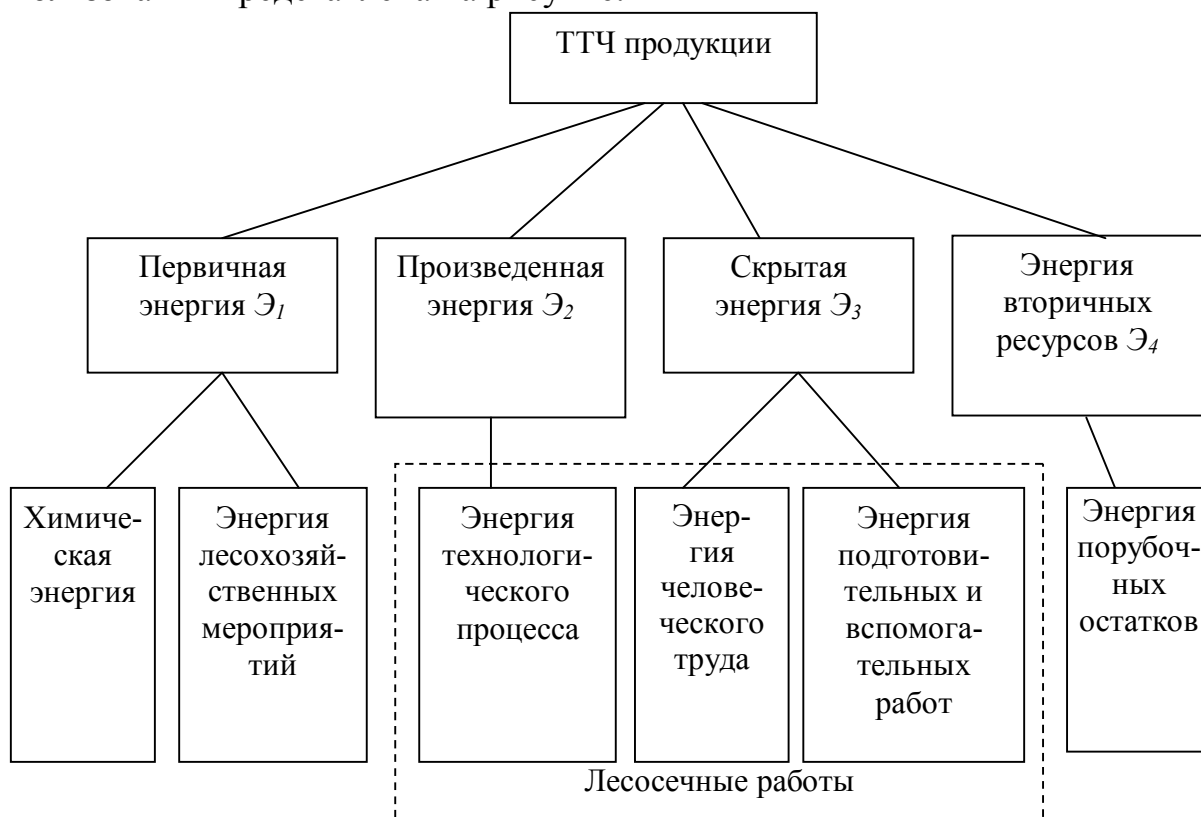 ТТЧ продукции
Первичная
энергия Э1
Произведенная
энергия Э2
Скрытая
энергия Э3
Энергия
вторичных
ресурсов Э4
Химиче-
ская
энергия
Энергия
лесохозяй-
ственных
мероприя-
тий
Энергия
технологи-
ческого
процесса
Энер-
гия
челове-
ческого
труда
Энергия
подготови-
тельных и
вспомога-
тельных
работ
Энергия
порубоч-
ных
остатков
Лесосечные работы